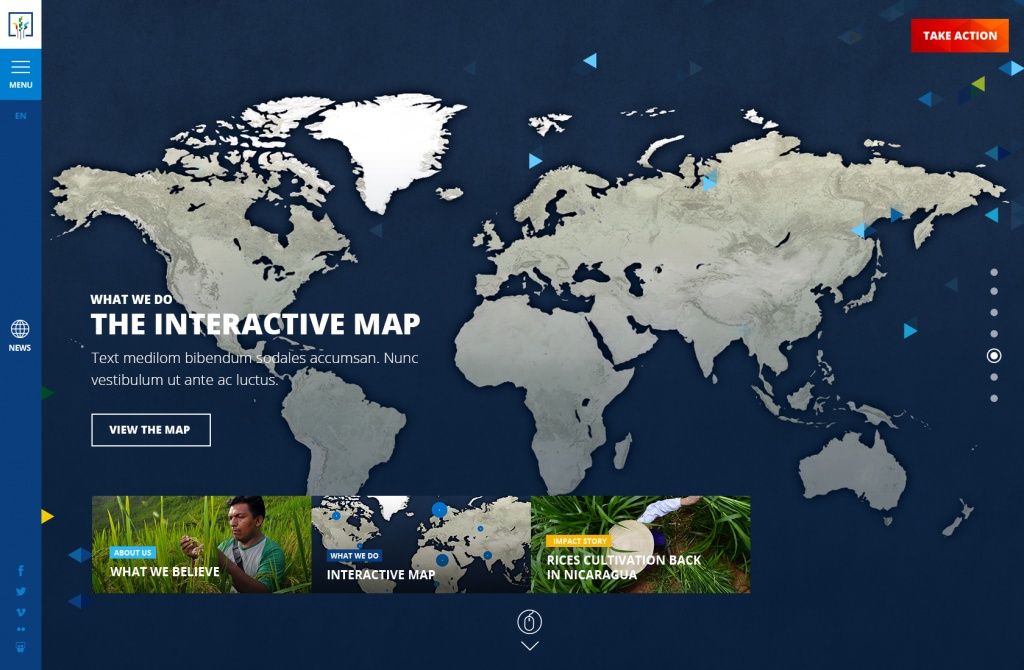 TAKE ACTION
MENU
EN
NEWS
WHAT WE DO
THE INTERACTIVE MAP
Text medilom bibendum sodales accumsan. Nunc
vestibulum ut ante ac luctus.
VIEW THE MAP
ABOUT US
WHAT WE BELIEVE
WHAT WE DO
INTERACTIVE MAP
IMPACT STORY
RICES CULTIVATION BACK
IN NICARAGUA